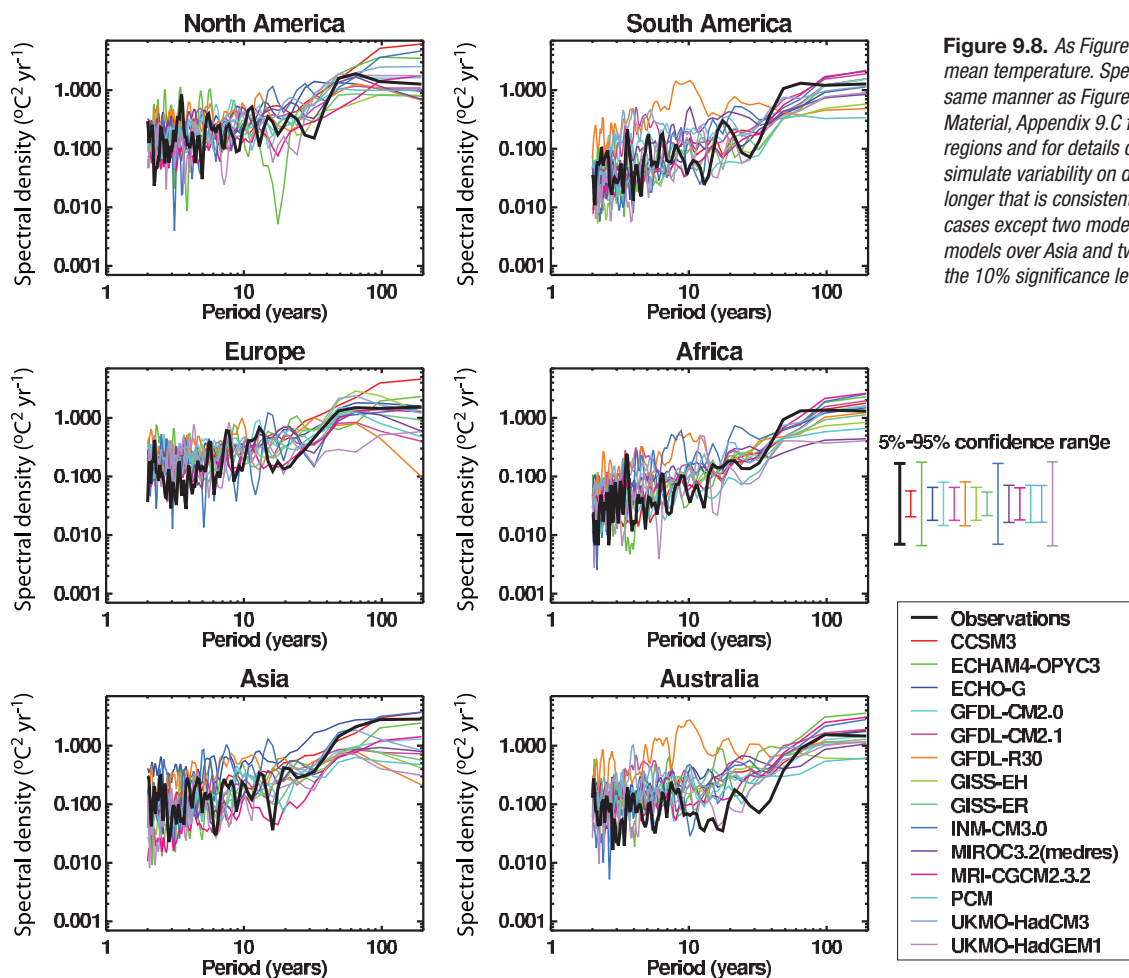 North America
South America
Spectral density (ºC² yr⁻¹)
1.000
0.100
0.010
0.001
1
10
100
Period (years)
Spectral density (ºC² yr⁻¹)
1.000
0.100
0.010
0.001
1
10
100
Period (years)
Figure 9.8. As Figure
mean temperature. Spe
same manner as Figure
Material, Appendix 9.C f
regions and for details o
simulate variability on d
longer that is consistent
cases except two mode
models over Asia and tw
the 10% significance le
Europe
Africa
Spectral density (ºC² yr⁻¹)
1.000
0.100
0.010
0.001
1
10
100
Period (years)
Spectral density (ºC² yr⁻¹)
1.000
0.100
0.010
0.001
1
10
100
Period (years)
5%-95% confidence range
Asia
Australia
Spectral density (ºC² yr⁻¹)
1.000
0.100
0.010
0.001
1
10
100
Period (years)
Spectral density (ºC² yr⁻¹)
1.000
0.100
0.010
0.001
1
10
100
Period (years)
Observations
CCSM3
ECHAM4-OPYC3
ECHO-G
GFDL-CM2.0
GFDL-CM2.1
GFDL-R30
GISS-EH
GISS-ER
INM-CM3.0
MIROC3.2(medres)
MRI-CGCM2.3.2
PCM
UKMO-HadCM3
UKMO-HadGEM1